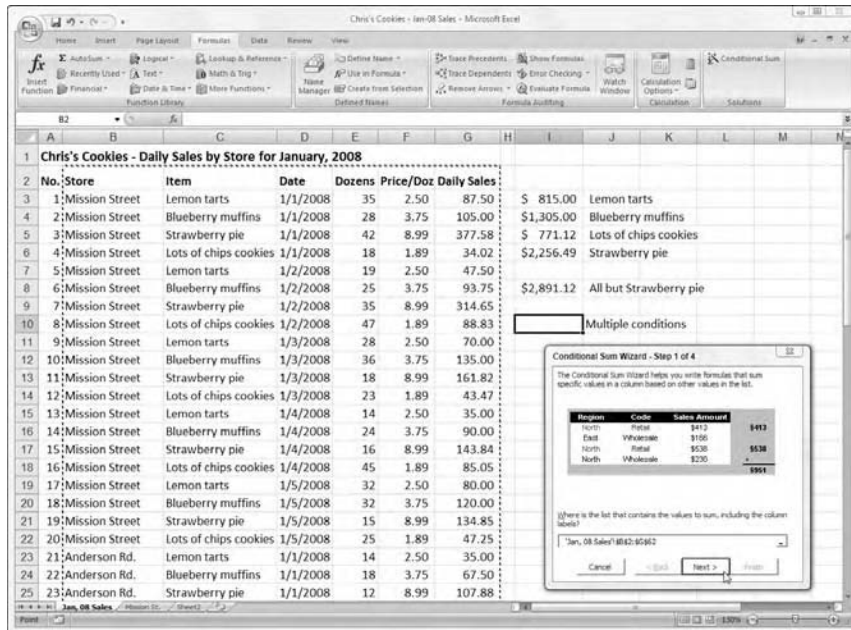 Chris's Cookies - Jan-08 Sales - Microsoft Excel
Home Insert Page Layout Formulas Data Review View
fx Insert Function
Σ AutoSum Recently Used Financial
Logical Text Date & Time
Lookup & Reference Math & Trig More Functions
Function Library
Name Manager
Define Name Use in Formula Create from Selection
Defined Names
Trace Precedents Trace Dependents Remove Arrows
Show Formulas Error Checking Evaluate Formula
Watch Window
Formula Auditing
Calculation Options
Calculation
Conditional Sum
Solutions
B2 fx
A B C D E F G H I J K L M N
1 Chris's Cookies - Daily Sales by Store for January, 2008
2 No. Store Item Date Dozens Price/Doz Daily Sales
3 1 Mission Street Lemon tarts 1/1/2008 35 2.50 87.50 $ 815.00 Lemon tarts
4 2 Mission Street Blueberry muffins 1/1/2008 28 3.75 105.00 $1,305.00 Blueberry muffins
5 3 Mission Street Strawberry pie 1/1/2008 42 8.99 377.58 $ 771.12 Lots of chips cookies
6 4 Mission Street Lots of chips cookies 1/1/2008 18 1.89 34.02 $2,256.49 Strawberry pie
7 5 Mission Street Lemon tarts 1/2/2008 19 2.50 47.50
8 6 Mission Street Blueberry muffins 1/2/2008 25 3.75 93.75 $2,891.12 All but Strawberry pie
9 7 Mission Street Strawberry pie 1/2/2008 35 8.99 314.65
10 8 Mission Street Lots of chips cookies 1/2/2008 47 1.89 88.83 Multiple conditions
11 9 Mission Street Lemon tarts 1/3/2008 28 2.50 70.00
12 10 Mission Street Blueberry muffins 1/3/2008 36 3.75 135.00
13 11 Mission Street Strawberry pie 1/3/2008 18 8.99 161.82
14 12 Mission Street Lots of chips cookies 1/3/2008 23 1.89 43.47
15 13 Mission Street Lemon tarts 1/4/2008 14 2.50 35.00
16 14 Mission Street Blueberry muffins 1/4/2008 24 3.75 90.00
17 15 Mission Street Strawberry pie 1/4/2008 16 8.99 143.84
18 16 Mission Street Lots of chips cookies 1/4/2008 45 1.89 85.05
19 17 Mission Street Lemon tarts 1/5/2008 32 2.50 80.00
20 18 Mission Street Blueberry muffins 1/5/2008 32 3.75 120.00
21 19 Mission Street Strawberry pie 1/5/2008 15 8.99 134.85
22 20 Mission Street Lots of chips cookies 1/5/2008 25 1.89 47.25
23 21 Anderson Rd. Lemon tarts 1/1/2008 14 2.50 35.00
24 22 Anderson Rd. Blueberry muffins 1/1/2008 18 3.75 67.50
25 23 Anderson Rd. Strawberry pie 1/1/2008 12 8.99 107.88
Conditional Sum Wizard - Step 1 of 4
The Conditional Sum Wizard helps you write formulas that sum
specific values in a column based on other values in the list.
Region Code Sales Amount
North Retail $413 $413
East Wholesale $166
North Retail $538 $538
North Wholesale $230 +
$951
Where is the list that contains the values to sum, including the column
labels?
'Jan, 08 Sales'!$B$2:$G$62
Cancel < Back Next > Finish
Jan, 08 Sales Mission St. Sheet2
Point 130%